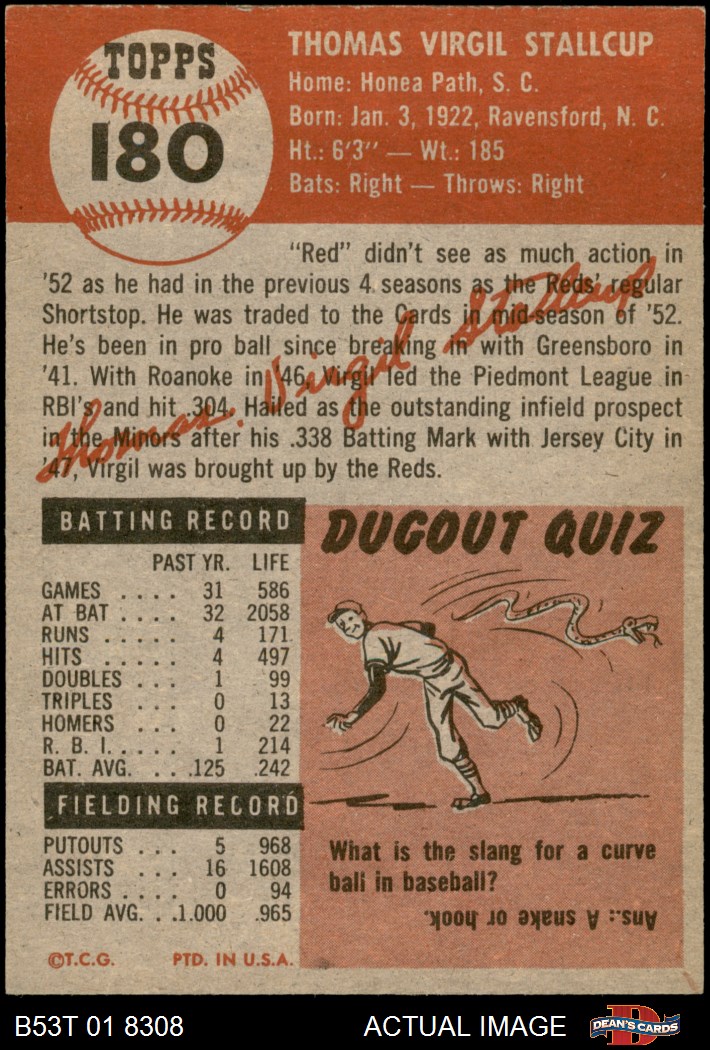 TOPPS
180
THOMAS VIRGIL STALLCUP
Home: Honea Path, S. C.
Born: Jan. 3, 1922, Ravensford, N. C.
Ht.: 6'3" — Wt.: 185
Bats: Right — Throws: Right
"Red" didn't see as much action in
'52 as he had in the previous 4 seasons as the Reds' regular
Shortstop. He was traded to the Cards in mid-season of '52.
He's been in pro ball since breaking in with Greensboro in
'41. With Roanoke in '46, Virgil led the Piedmont League in
RBI's and hit .304. Hailed as the outstanding infield prospect
in the Minors after his .338 Batting Mark with Jersey City in
'47, Virgil was brought up by the Reds.
Thomas Virgil Stallcup
BATTING RECORD
PAST YR. LIFE
GAMES . . . . 31 586
AT BAT . . . . 32 2058
RUNS . . . . . 4 171
HITS . . . . . 4 497
DOUBLES . . . 1 99
TRIPLES . . . 0 13
HOMERS . . . 0 22
R. B. I. . . . . 1 214
BAT. AVG. . . . .125 .242
FIELDING RECORD
PUTOUTS . . . 5 968
ASSISTS . . . 16 1608
ERRORS . . . . 0 94
FIELD AVG. . . 1.000 .965
©T.C.G. PTD. IN U.S.A.
DUGOUT QUIZ
What is the slang for a curve
ball in baseball?
Ans.: A snake or hook.
B53T 01 8308
ACTUAL IMAGE
D
DEAN'S CARDS